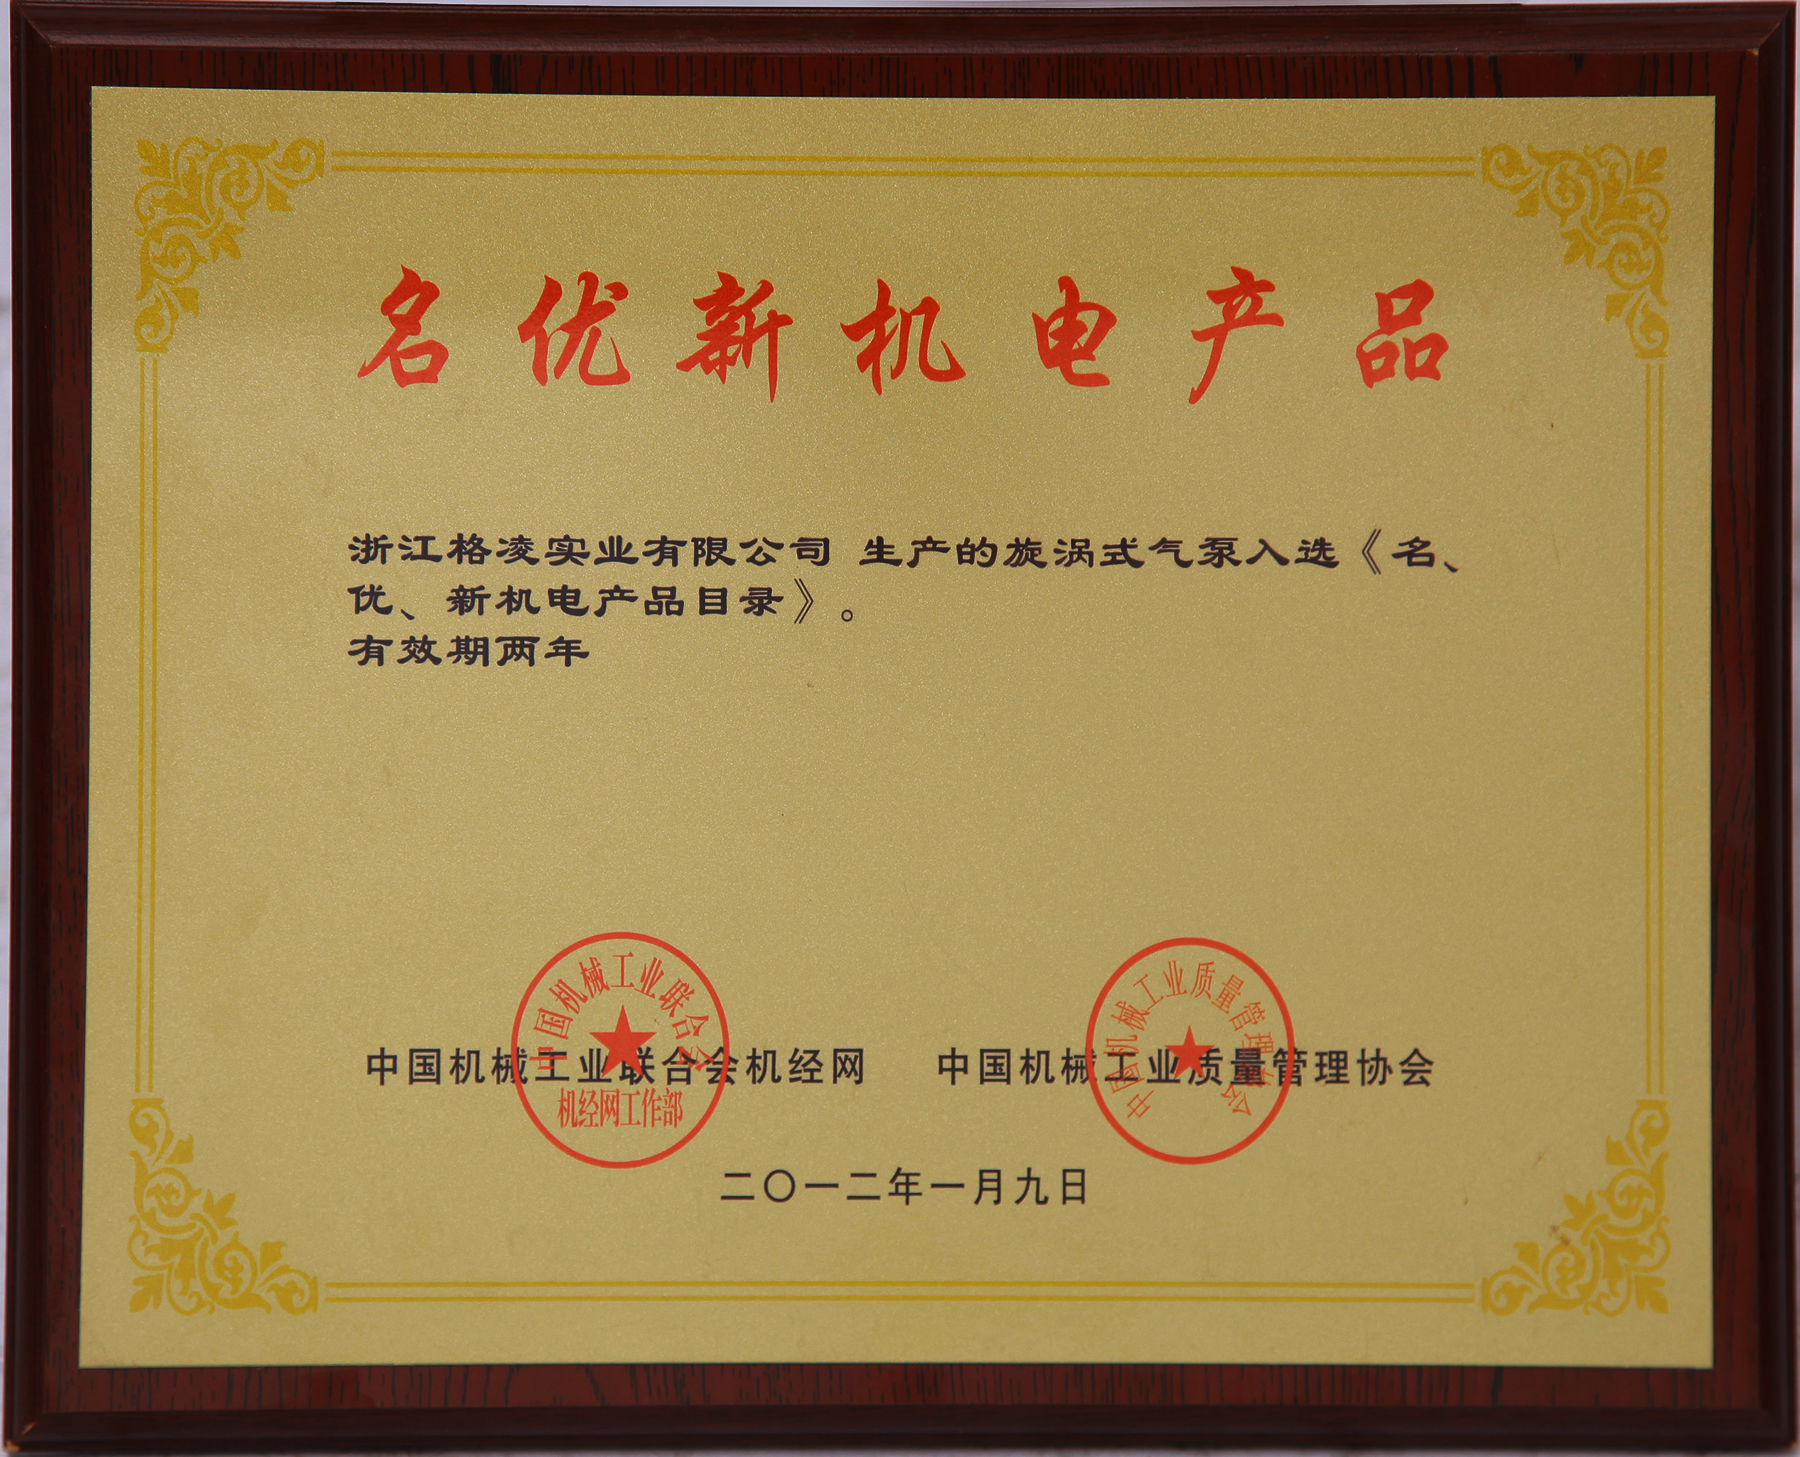 名优新机电产品
浙江格凌实业有限公司 生产的旋涡式气泵入选《名、
优、新机电产品目录》。
有效期两年
中国机械工业联合会
机经网工作部
中国机械工业质量管理协会
中国机械工业联合会机经网 中国机械工业质量管理协会
二〇一二年一月九日